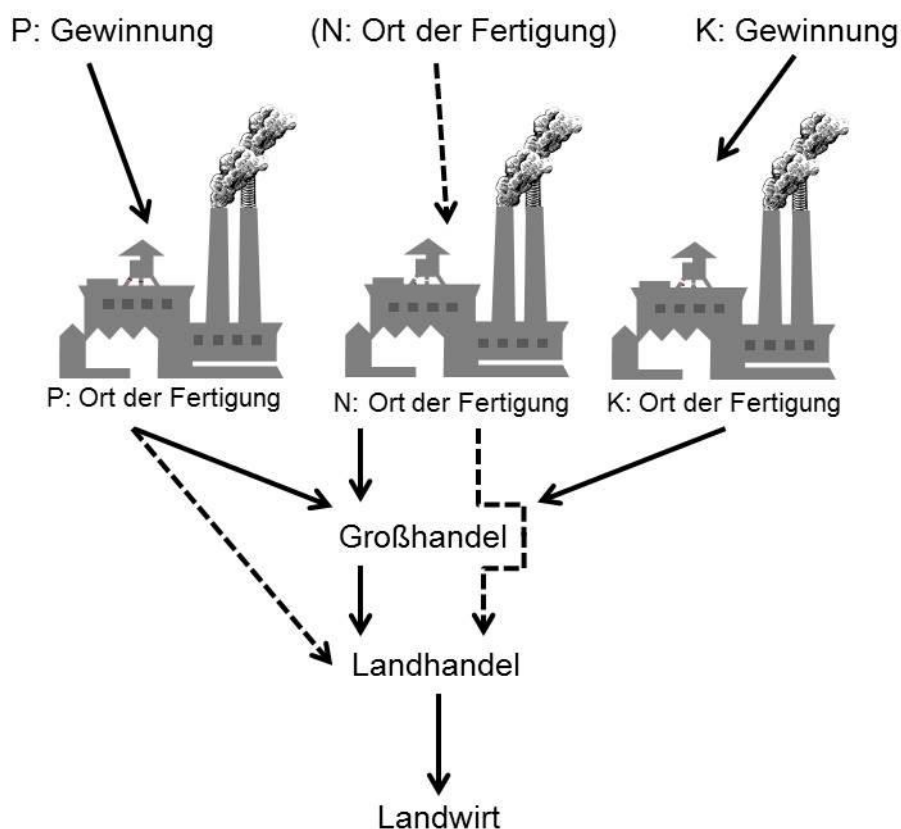 P: Gewinnung
(N: Ort der Fertigung)
K: Gewinnung
P: Ort der Fertigung
N: Ort der Fertigung
K: Ort der Fertigung
Großhandel
Landhandel
Landwirt